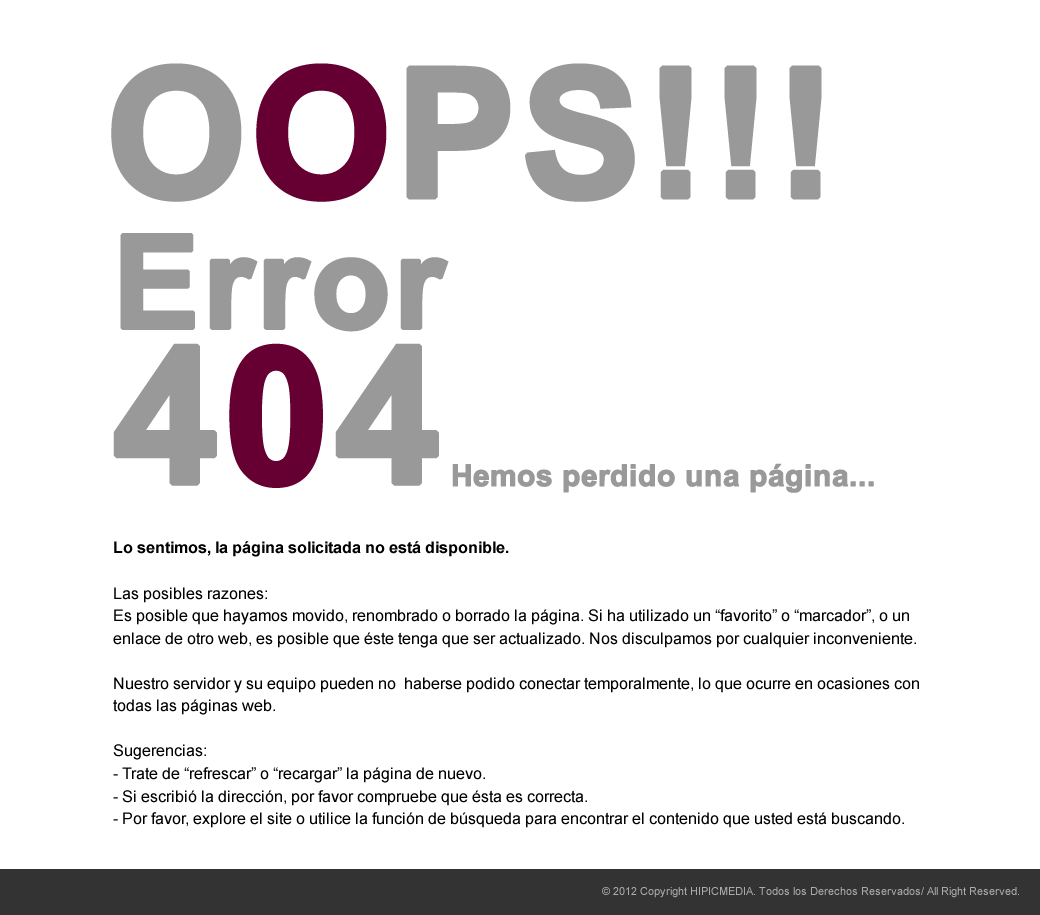 OOPS!!!
Error
404 Hemos perdido una página...
Lo sentimos, la página solicitada no está disponible.
Las posibles razones:
Es posible que hayamos movido, renombrado o borrado la página. Si ha utilizado un “favorito” o “marcador”, o un
enlace de otro web, es posible que éste tenga que ser actualizado. Nos disculpamos por cualquier inconveniente.
Nuestro servidor y su equipo pueden no  haberse podido conectar temporalmente, lo que ocurre en ocasiones con
todas las páginas web.
Sugerencias:
- Trate de “refrescar” o “recargar” la página de nuevo.
- Si escribió la dirección, por favor compruebe que ésta es correcta.
- Por favor, explore el site o utilice la función de búsqueda para encontrar el contenido que usted está buscando.
© 2012 Copyright HIPICMEDIA. Todos los Derechos Reservados/ All Right Reserved.